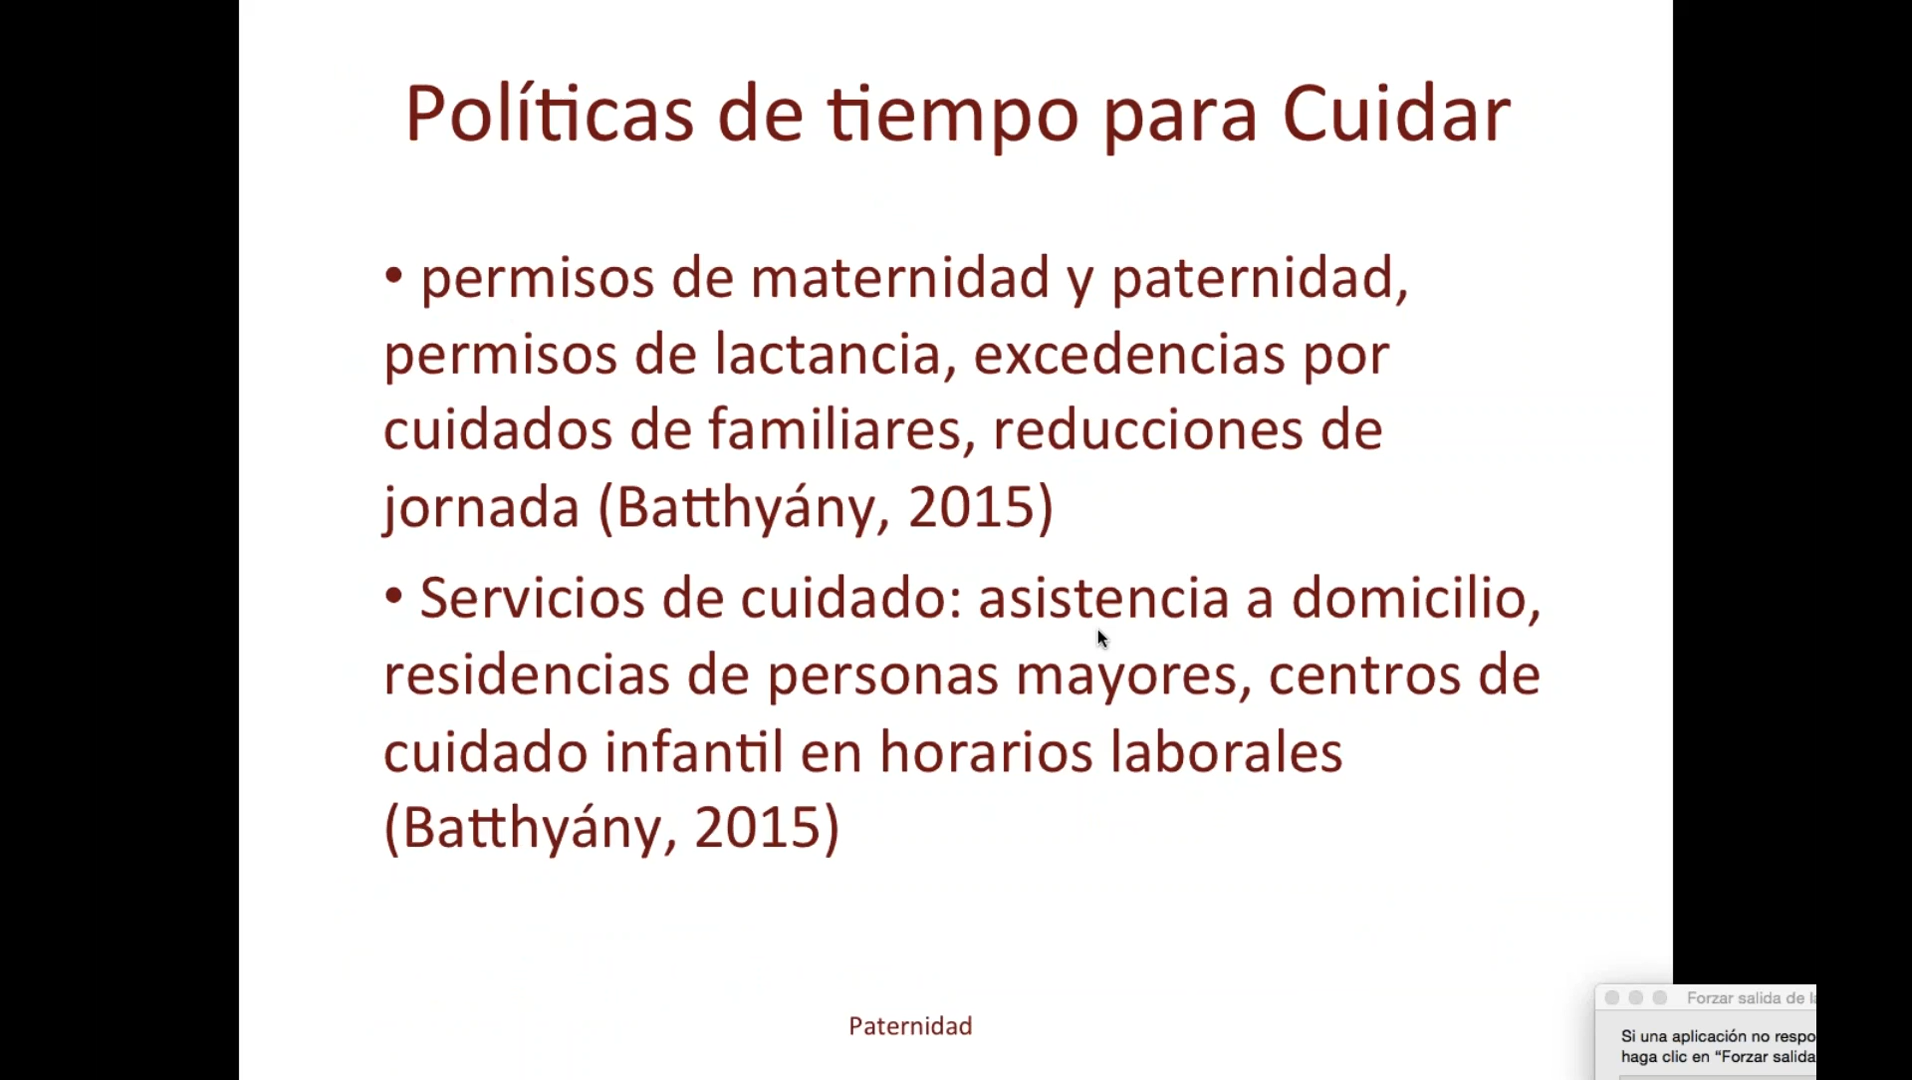 Políticas de tiempo para Cuidar
• permisos de maternidad y paternidad,
permisos de lactancia, excedencias por
cuidados de familiares, reducciones de
jornada (Batthyány, 2015)
• Servicios de cuidado: asistencia a domicilio,
residencias de personas mayores, centros de
cuidado infantil en horarios laborales
(Batthyány, 2015)
Paternidad
Forzar salida de
Si una aplicación no
haga clic en “Forzar salida